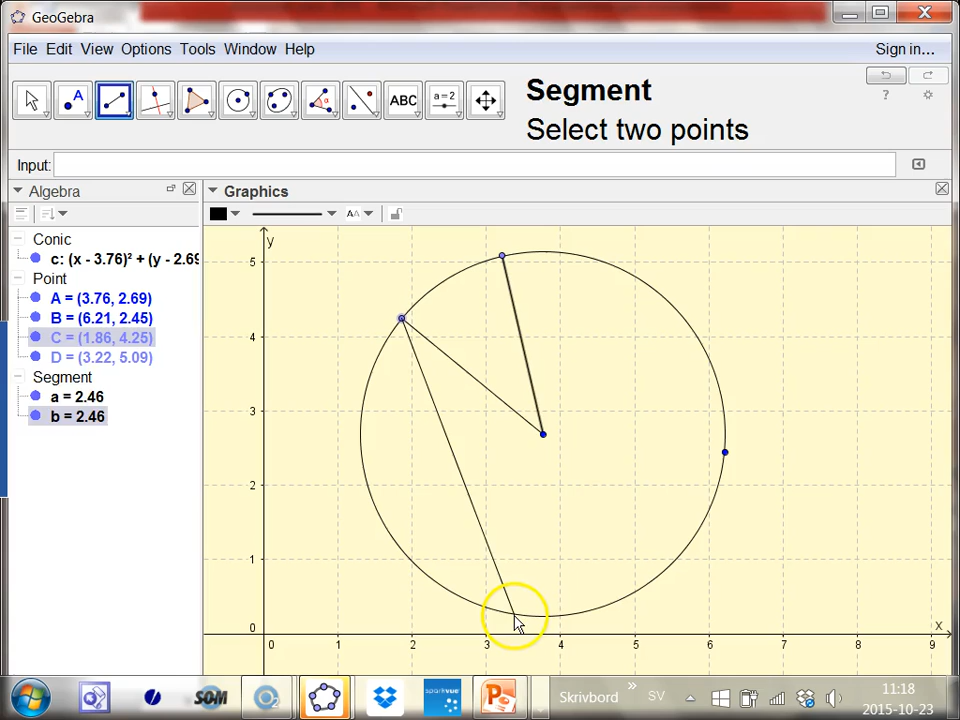 GeoGebra
File Edit View Options Tools Window Help
Sign in...
A
α
ABC
a=2
Segment
Select two points
?
Input:
Algebra
Graphics
AA
Conic
c: (x - 3.76)² + (y - 2.69
Point
A = (3.76, 2.69)
B = (6.21, 2.45)
C = (1.86, 4.25)
D = (3.22, 5.09)
Segment
a = 2.46
b = 2.46
y
5
4
3
2
1
0
x
0 1 2 3 4 5 6 7 8 9
SOM
sparkvue
Skrivbord
»
SV
11:18
2015-10-23